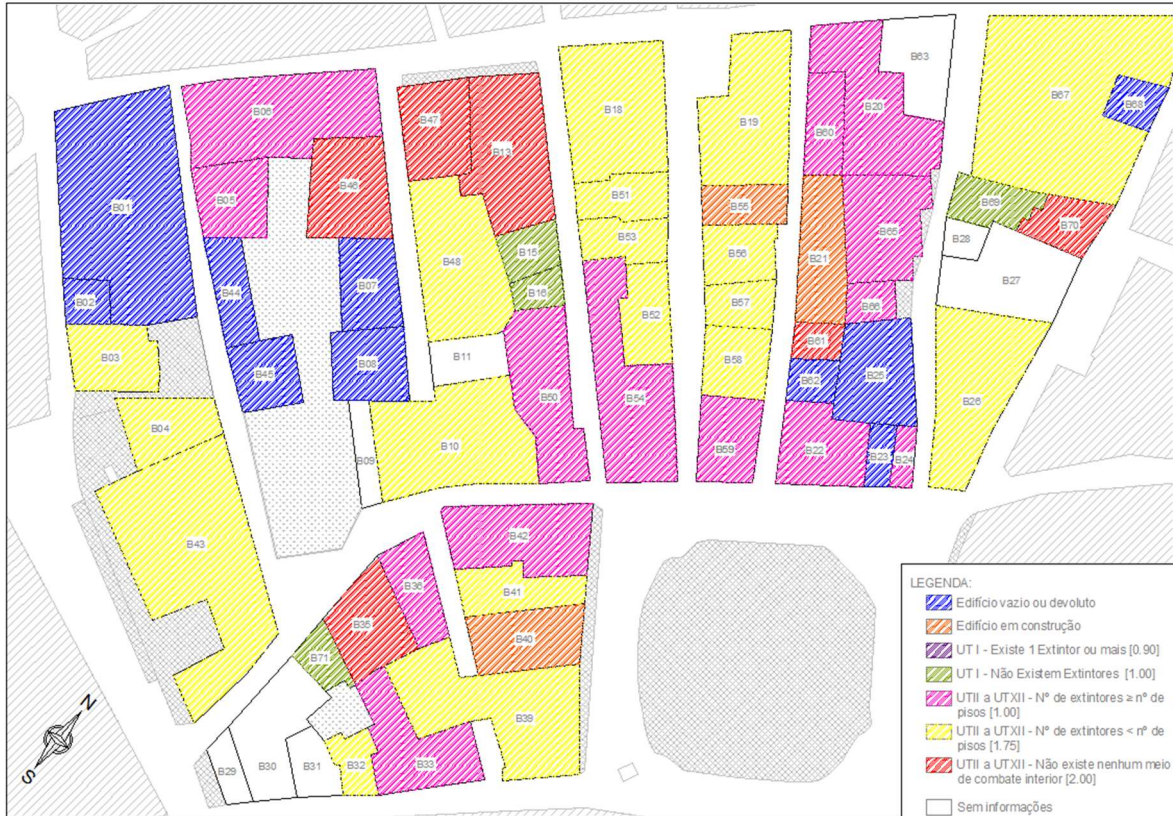 B63
B18
B19
B20
B60
B67
B68
B06
B47
B13
B46
B51
B55
B53
B56
B65
B69
B70
B28
B27
B05
B01
B48
B15
B16
B21
B57
B52
B66
B02
B44
B07
B03
B45
B08
B11
B58
B61
B62
B25
B26
B04
B09
B10
B50
B54
B59
B22
B23
B24
B43
B42
B36
B41
B35
B40
B71
B39
B29
B30
B31
B32
B33
N
S
LEGENDA:
Edifício vazio ou devoluto
Edifício em construção
UT I - Existe 1 Extintor ou mais [0.90]
UT I - Não Existem Extintores [1.00]
UTII a UTXII - Nº de extintores ≥ nº de
pisos [1.00]
UTII a UTXII - Nº de extintores < nº de
pisos [1.75]
UTII a UTXII - Não existe nenhum meio
de combate interior [2.00]
Sem informações